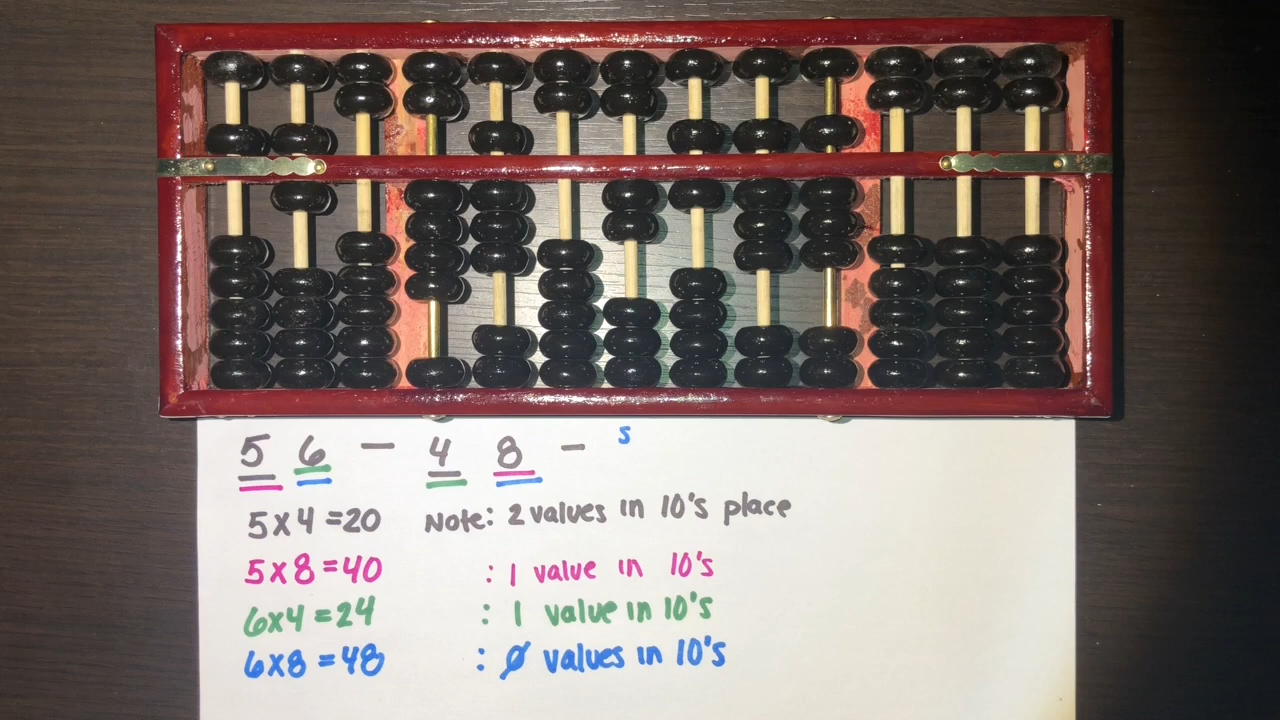 5 6 - 4 8 - s
5x4=20 Note: 2 values in 10's place
5x8=40 : 1 value in 10's
6x4=24 : 1 value in 10's
6x8=48 : ø values in 10's